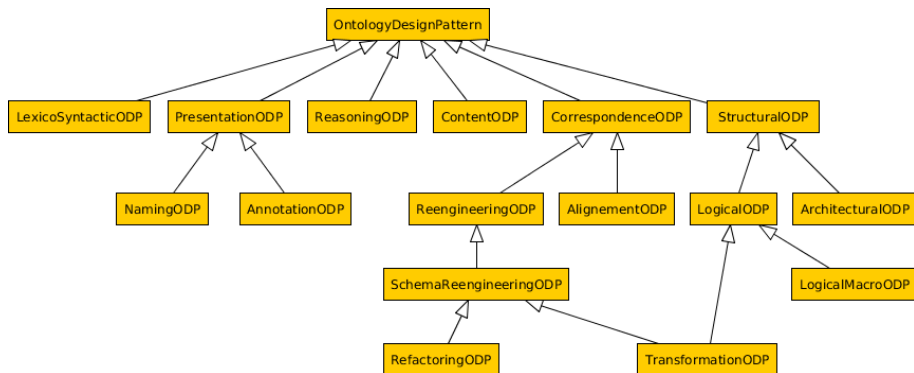 OntologyDesignPattern
LexicoSyntacticODP
PresentationODP
ReasoningODP
ContentODP
CorrespondenceODP
StructuralODP
NamingODP
AnnotationODP
ReengineeringODP
AlignementODP
LogicalODP
ArchitecturalODP
SchemaReengineeringODP
LogicalMacroODP
RefactoringODP
TransformationODP